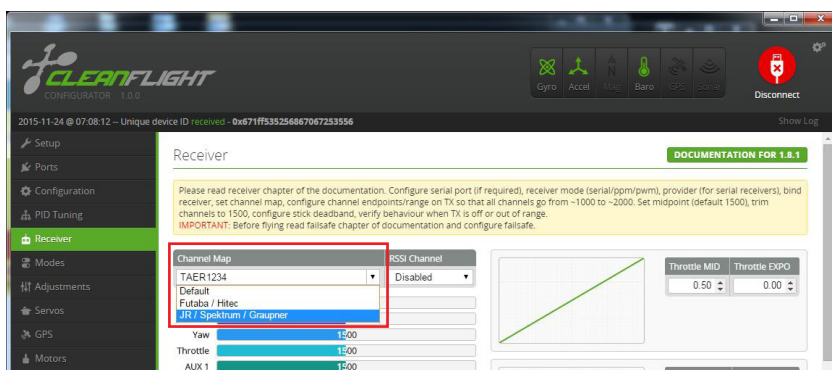 CLEANFLIGHT
CONFIGURATOR 1.0.0
Gyro Accel Mag Baro GPS Sonar
Disconnect
2015-11-24 @ 07:08:12 -- Unique device ID received - 0x671ff535256867067253556
Show Log
Setup
Ports
Configuration
PID Tuning
Receiver
Modes
Adjustments
Servos
GPS
Motors
Receiver
DOCUMENTATION FOR 1.8.1
Please read receiver chapter of the documentation. Configure serial port (if required), receiver mode (serial/ppm/pwm), provider (for serial receivers), bind
receiver, set channel map, configure channel endpoints/range on TX so that all channels go from ~1000 to ~2000. Set midpoint (default 1500), trim
channels to 1500, configure stick deadband, verify behaviour when TX is off or out of range.
IMPORTANT: Before flying read failsafe chapter of documentation and configure failsafe.
Channel Map
RSSI Channel
TAER1234
Disabled
Default
Futaba / Hitec
JR / Spektrum / Graupner
Yaw 1500
Throttle 1500
AUX 1 1500
Throttle MID Throttle EXPO
0.50 0.00